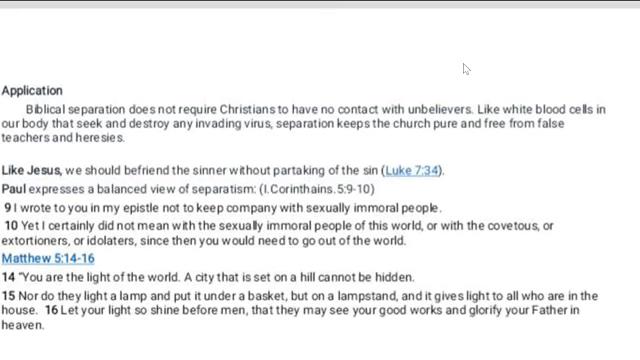 Application
Biblical separation does not require Christians to have no contact with unbelievers. Like white blood cells in
our body that seek and destroy any invading virus, separation keeps the church pure and free from false
teachers and heresies.
Like Jesus, we should befriend the sinner without partaking of the sin (Luke 7:34).
Paul expresses a balanced view of separatism: (I.Corinthains.5:9-10)
9 I wrote to you in my epistle not to keep company with sexually immoral people.
10 Yet I certainly did not mean with the sexually immoral people of this world, or with the covetous, or
extortioners, or idolaters, since then you would need to go out of the world.
Matthew 5:14-16
14 "You are the light of the world. A city that is set on a hill cannot be hidden.
15 Nor do they light a lamp and put it under a basket, but on a lampstand, and it gives light to all who are in the
house. 16 Let your light so shine before men, that they may see your good works and glorify your Father in
heaven.